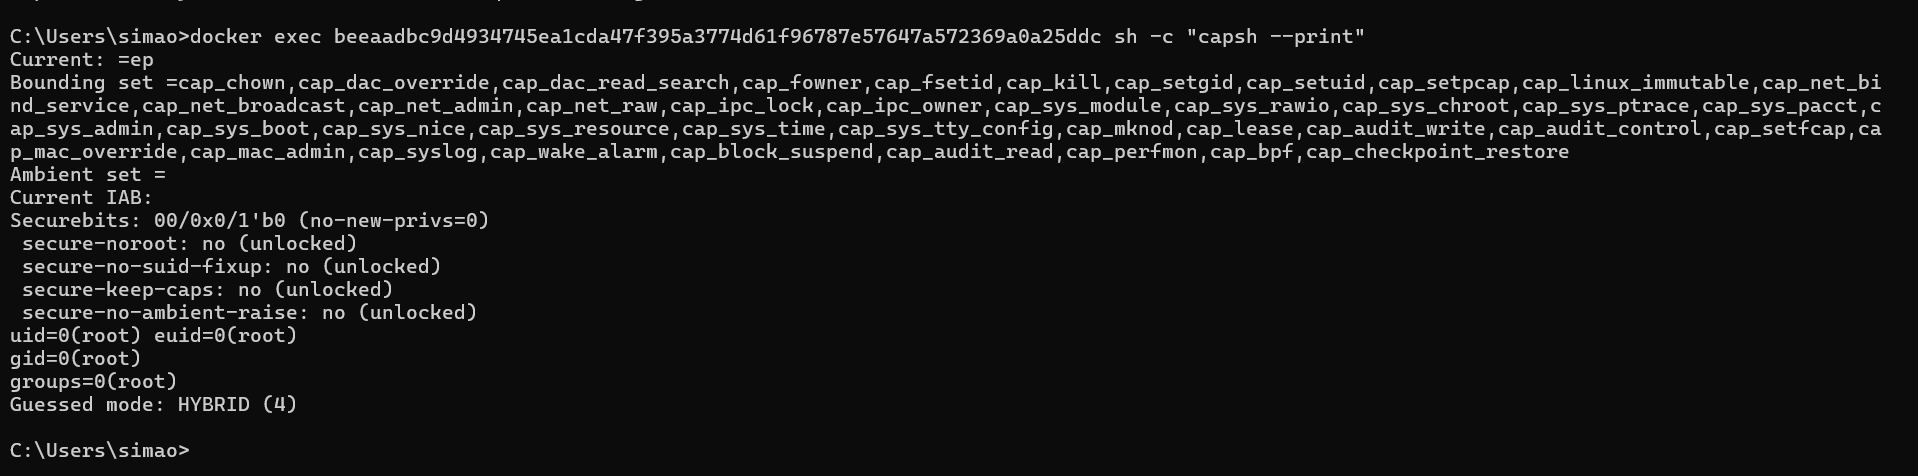 C:\Users\simao>docker exec beeaadbc9d4934745ea1cda47f395a3774d61f96787e57647a572369a0a25ddc sh -c "capsh --print"
Current: =ep
Bounding set =cap_chown,cap_dac_override,cap_dac_read_search,cap_fowner,cap_fsetid,cap_kill,cap_setgid,cap_setuid,cap_setpcap,cap_linux_immutable,cap_net_bi
nd_service,cap_net_broadcast,cap_net_admin,cap_net_raw,cap_ipc_lock,cap_ipc_owner,cap_sys_module,cap_sys_rawio,cap_sys_chroot,cap_sys_ptrace,cap_sys_pacct,c
ap_sys_admin,cap_sys_boot,cap_sys_nice,cap_sys_resource,cap_sys_time,cap_sys_tty_config,cap_mknod,cap_lease,cap_audit_write,cap_audit_control,cap_setfcap,ca
p_mac_override,cap_mac_admin,cap_syslog,cap_wake_alarm,cap_block_suspend,cap_audit_read,cap_perfmon,cap_bpf,cap_checkpoint_restore
Ambient set =
Current IAB:
Securebits: 00/0x0/1'b0 (no-new-privs=0)
 secure-noroot: no (unlocked)
 secure-no-suid-fixup: no (unlocked)
 secure-keep-caps: no (unlocked)
 secure-no-ambient-raise: no (unlocked)
uid=0(root) euid=0(root)
gid=0(root)
groups=0(root)
Guessed mode: HYBRID (4)
C:\Users\simao>